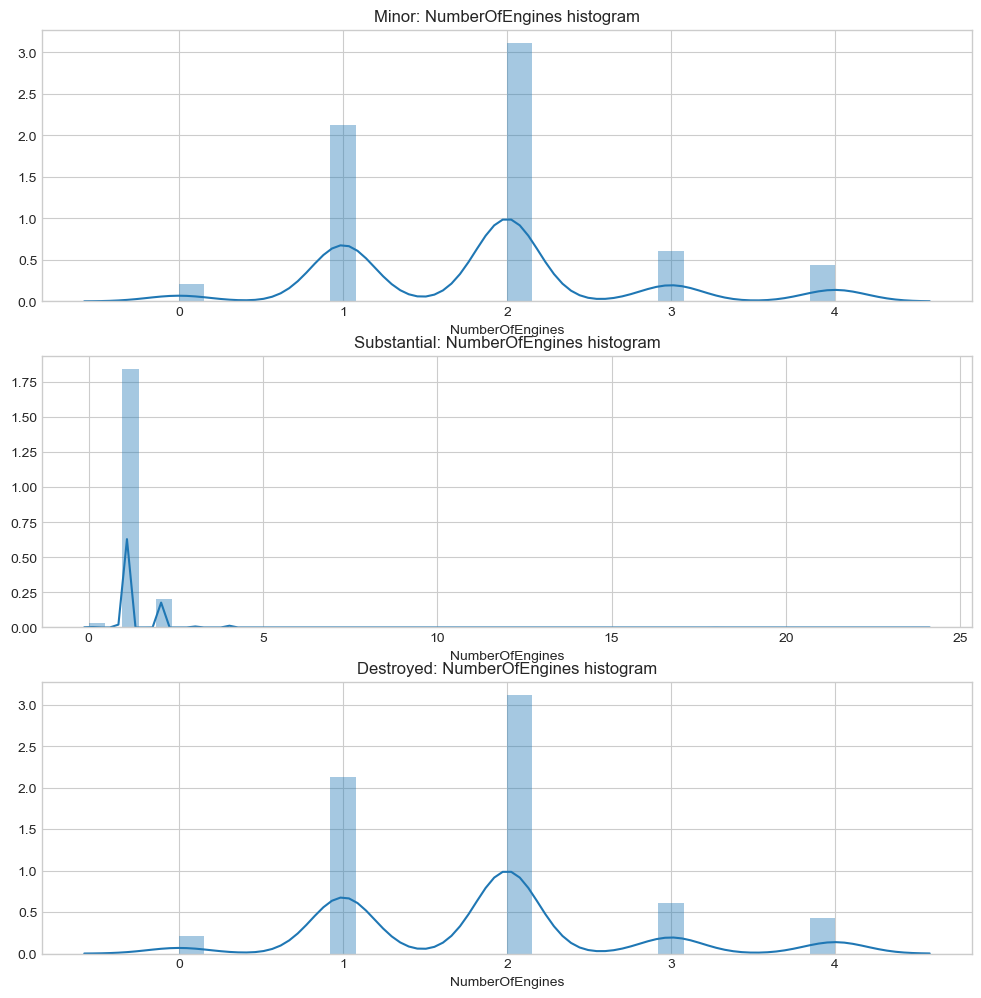 Minor: NumberOfEngines histogram
3.0
2.5
2.0
1.5
1.0
0.5
0.0
0 1 2 3 4
NumberOfEngines
Substantial: NumberOfEngines histogram
1.75
1.50
1.25
1.00
0.75
0.50
0.25
0.00
0 5 10 15 20 25
NumberOfEngines
Destroyed: NumberOfEngines histogram
3.0
2.5
2.0
1.5
1.0
0.5
0.0
0 1 2 3 4
NumberOfEngines